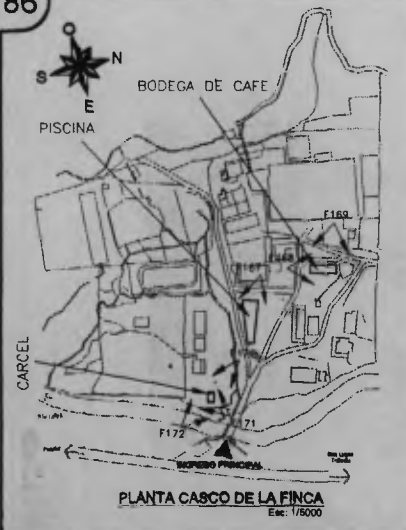 86
O
N
S
E
BODEGA DE CAFE
PISCINA
F169
F167
CARCEL
F172
71
INGRESO PRINCIPAL
PLANTA CASCO DE LA FINCA
Esc: 1/5000